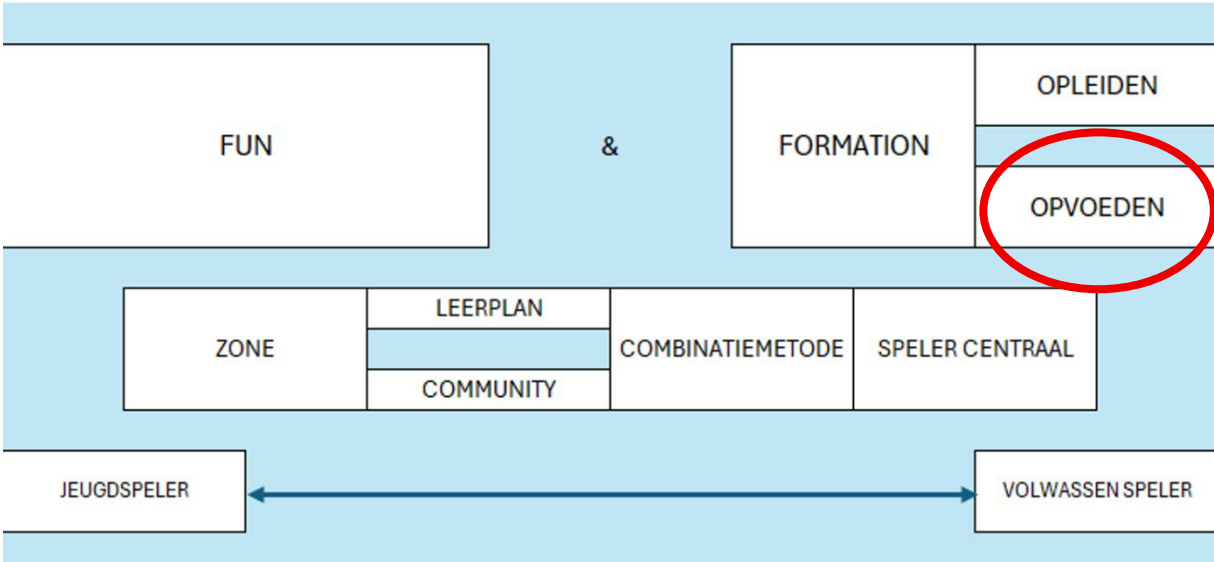 FUN
&
FORMATION
OPLEIDEN
OPVOEDEN
ZONE
LEERPLAN
COMMUNITY
COMBINATIEMETODE
SPELER CENTRAAL
JEUGDSPELER
VOLWASSEN SPELER